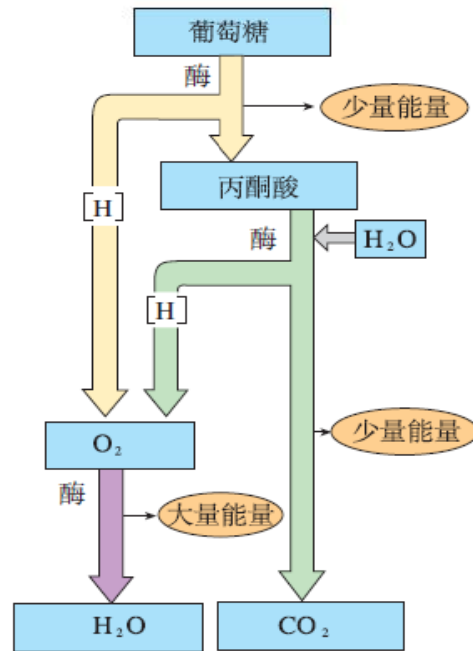 葡萄糖
酶
少量能量
[H]
丙酮酸
酶
H₂O
[H]
少量能量
O₂
酶
大量能量
H₂O
CO₂